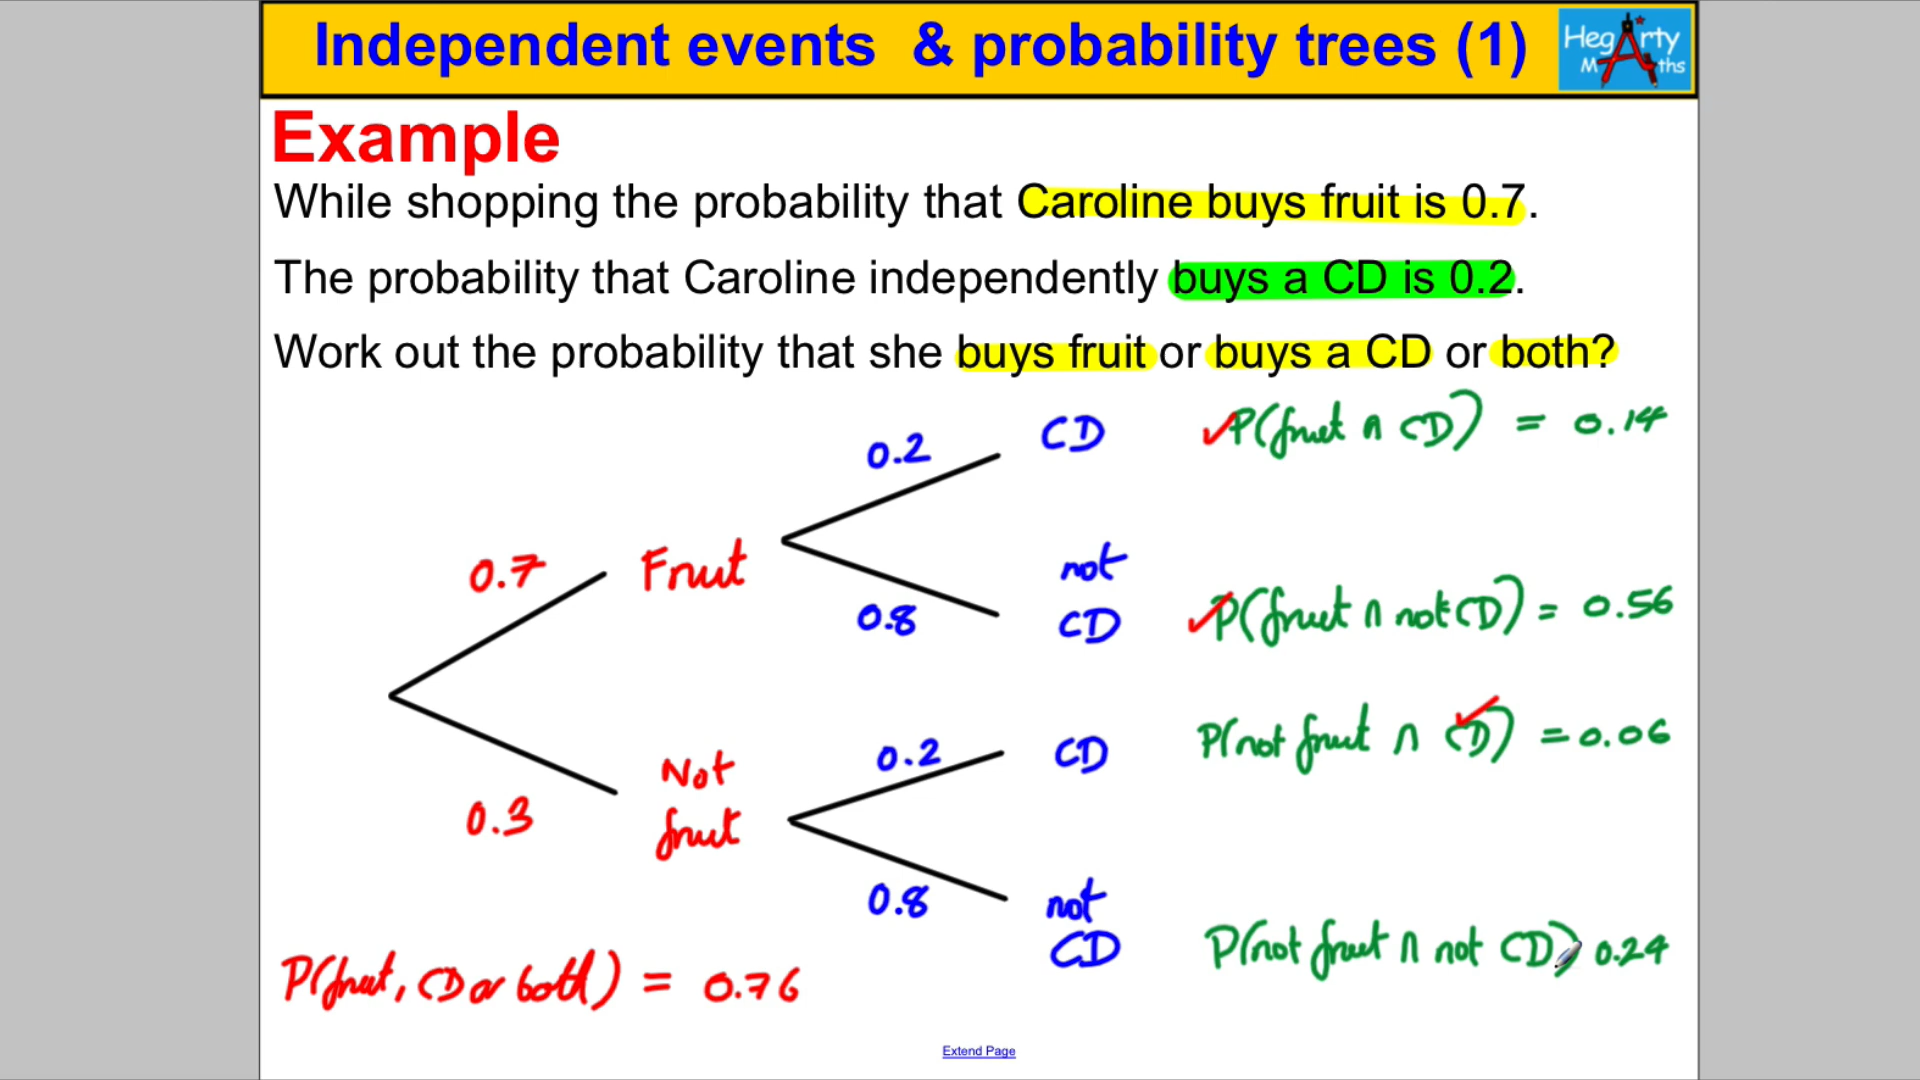 Independent events & probability trees (1)
HegArty
Maths
Example
While shopping the probability that Caroline buys fruit is 0.7.
The probability that Caroline independently buys a CD is 0.2.
Work out the probability that she buys fruit or buys a CD or both?
0.2 CD P(fruit ∩ CD) = 0.14
0.7 Fruit
not
0.8 CD P(fruit ∩ not CD) = 0.56
0.2 CD P(not fruit ∩ CD) = 0.06
Not
0.3 fruit
0.8 not
CD P(not fruit ∩ not CD) 0.24
P(fruit, CD or both) = 0.76
Extend Page